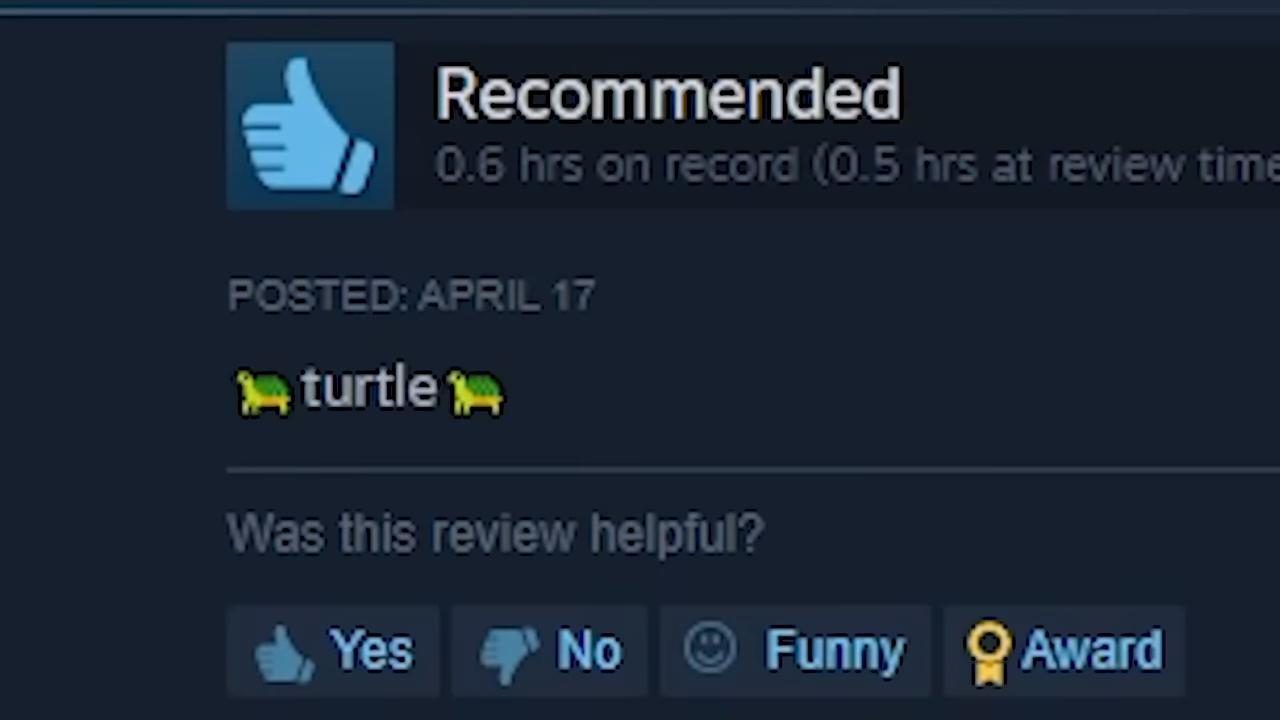 Recommended
0.6 hrs on record (0.5 hrs at review time
POSTED: APRIL 17
🐢turtle🐢
Was this review helpful?
Yes No Funny Award